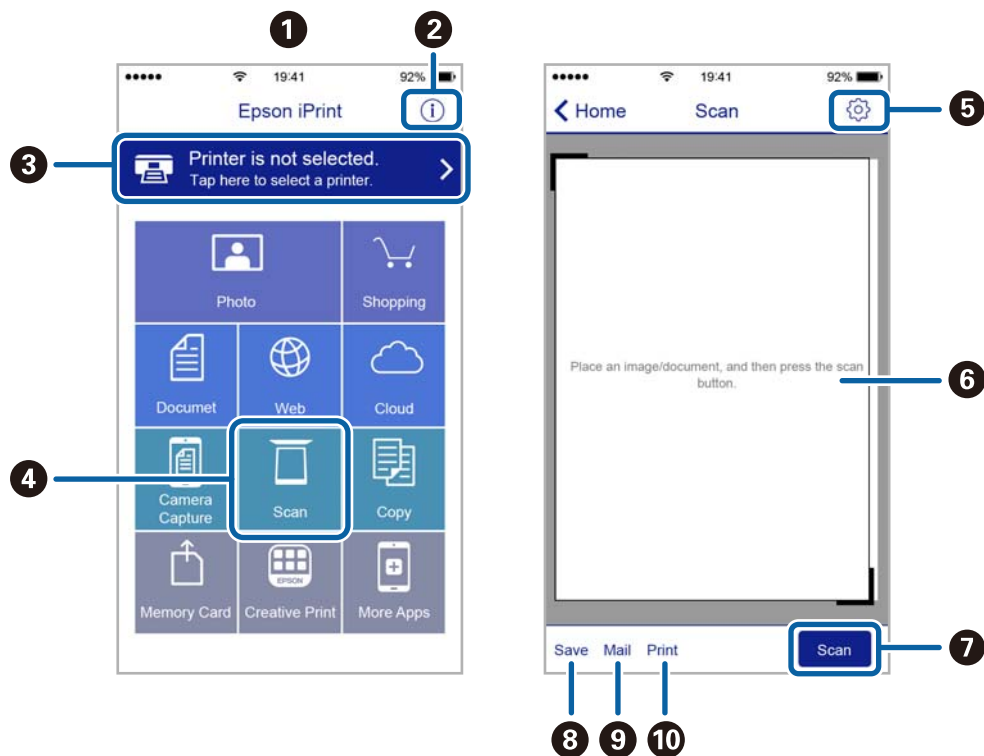 1
2
19:41
92%
Epson iPrint
i
3
Printer is not selected.
Tap here to select a printer.
Photo
Shopping
Documet
Web
Cloud
4
Camera
Capture
Scan
Copy
EPSON
Memory Card
Creative Print
More Apps
19:41
92%
Home
Scan
5
Place an image/document, and then press the scan
button.
6
Save
Mail
Print
Scan
7
8
9
10